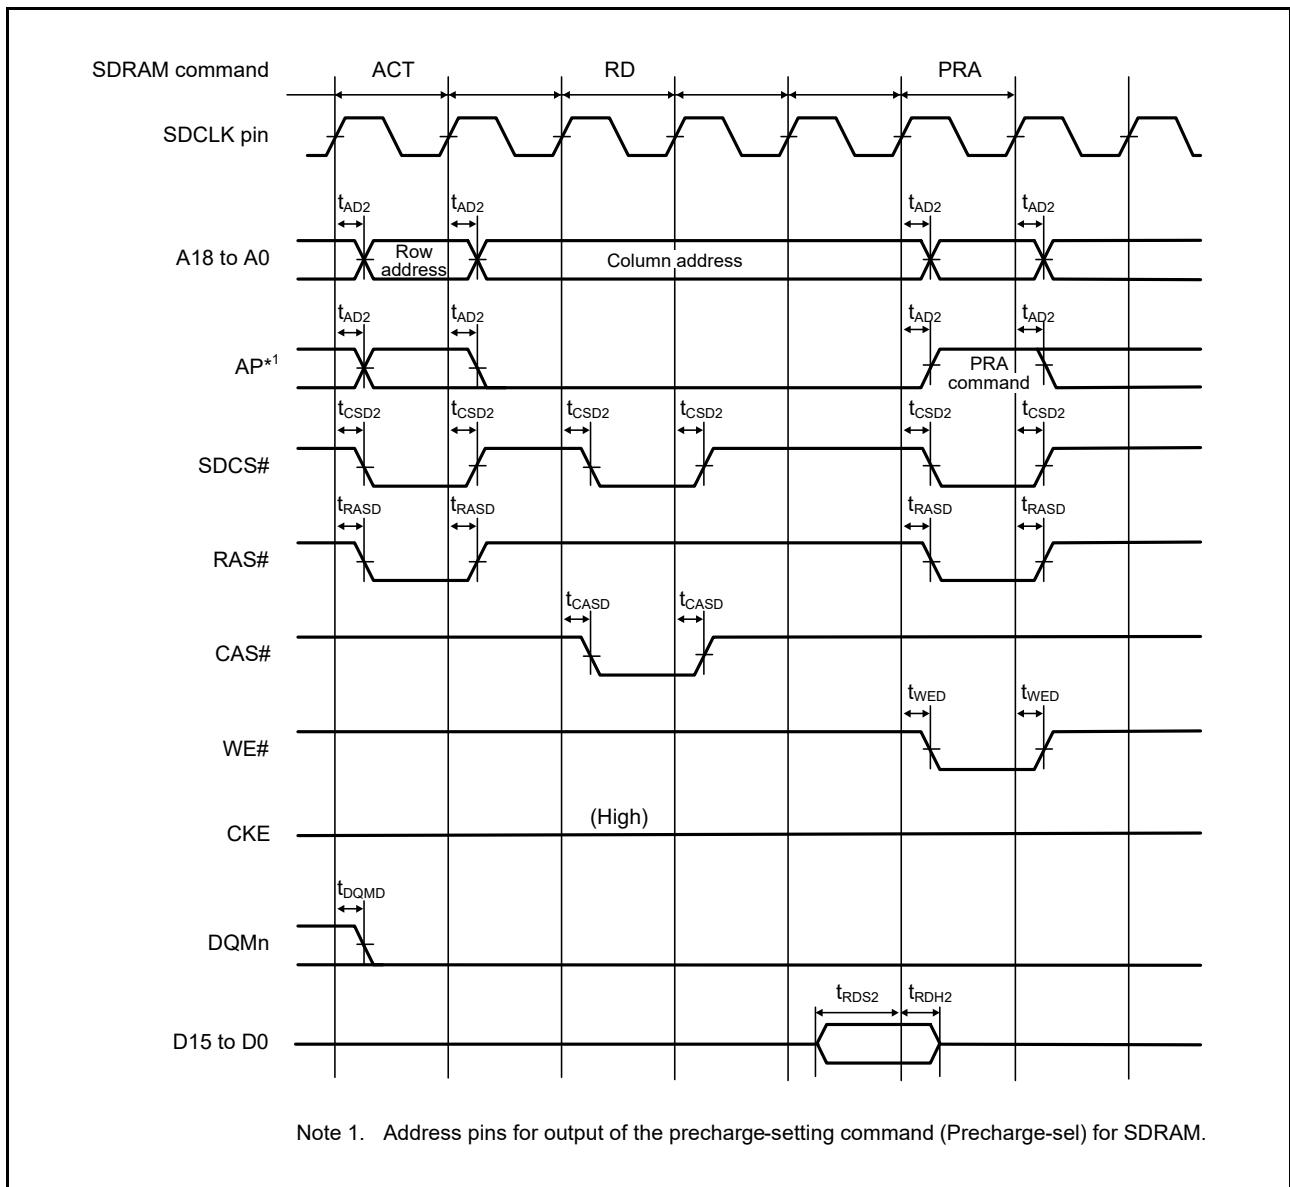 SDRAM command ACT RD PRA
SDCLK pin
tAD2 tAD2 tAD2 tAD2
A18 to A0
Row
address
Column address
tAD2 tAD2 tAD2 tAD2
AP*1
PRA
command
tCSD2 tCSD2 tCSD2 tCSD2 tCSD2 tCSD2
SDCS#
tRASD tRASD tRASD tRASD
RAS#
tCASD tCASD
CAS#
tWED tWED
WE#
(High)
CKE
tDQMD
DQMn
tRDS2 tRDH2
D15 to D0
Note 1. Address pins for output of the precharge-setting command (Precharge-sel) for SDRAM.